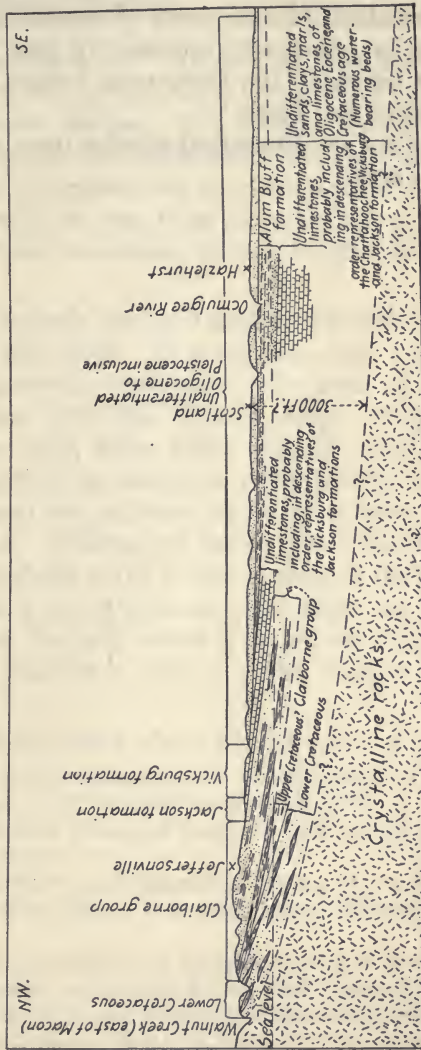 NW.
SE.
Walnut Creek (east of Macon)
Lower Cretaceous
Claiborne group
Jeffersonville
Jackson formation
Vicksburg formation
Scotland
Undifferentiated
Oligocene to
Pleistocene inclusive
Ocmulgee River
Hazlehurst
Sea level
Upper Cretaceous?
Claiborne group
Lower Cretaceous
?
Undifferentiated
limestones, probably
including, in descending
order, representatives of
the Vicksburg and
Jackson formations
?
3000 Ft.?
Alum Bluff
formation
Undifferentiated
limestones,
probably includ-
ing in descending
order representatives of
the Chattahoochee, Vicksburg
and Jackson formation
?
Undifferentiated
sands, clays, marls,
and limestones, of
Oligocene, Eocene, and
Cretaceous age
(Numerous water-
bearing beds)
Crystalline rocks